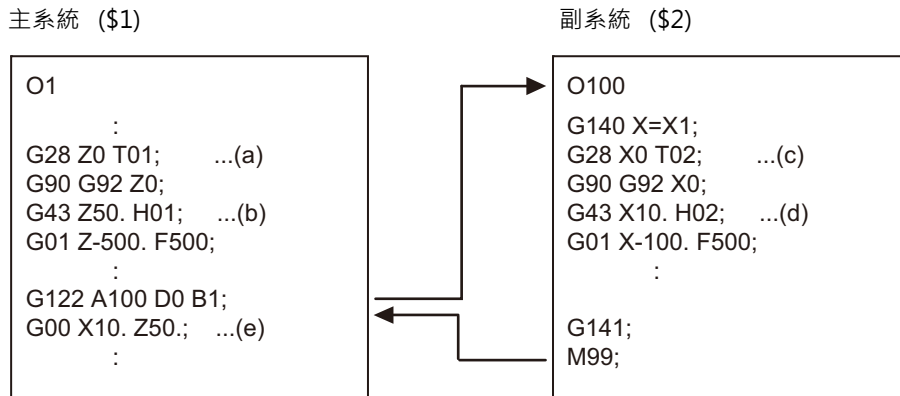 主系統 ($1)
副系統 ($2)
O1
:
G28 Z0 T01; ...(a)
G90 G92 Z0;
G43 Z50. H01; ...(b)
G01 Z-500. F500;
:
G122 A100 D0 B1;
G00 X10. Z50.; ...(e)
:
O100
G140 X=X1;
G28 X0 T02; ...(c)
G90 G92 X0;
G43 X10. H02; ...(d)
G01 X-100. F500;
:
G141;
M99;